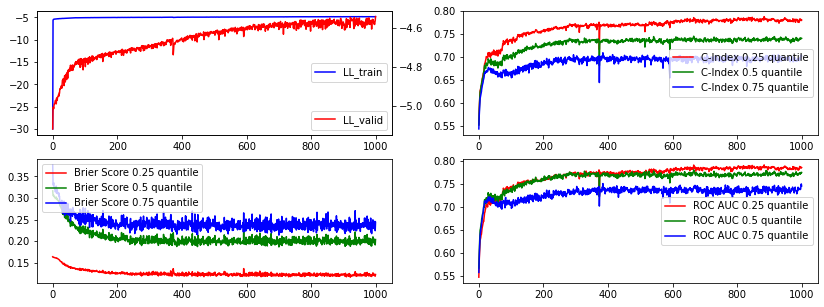 −5
−10
−15
−20
−25
−30
−4.6
−4.8
−5.0
LL_train
LL_valid
0 200 400 600 800 1000
0.80
0.75
0.70
0.65
0.60
0.55
C-Index 0.25 quantile
C-Index 0.5 quantile
C-Index 0.75 quantile
0 200 400 600 800 1000
0.35
0.30
0.25
0.20
0.15
Brier Score 0.25 quantile
Brier Score 0.5 quantile
Brier Score 0.75 quantile
0 200 400 600 800 1000
0.80
0.75
0.70
0.65
0.60
0.55
ROC AUC 0.25 quantile
ROC AUC 0.5 quantile
ROC AUC 0.75 quantile
0 200 400 600 800 1000